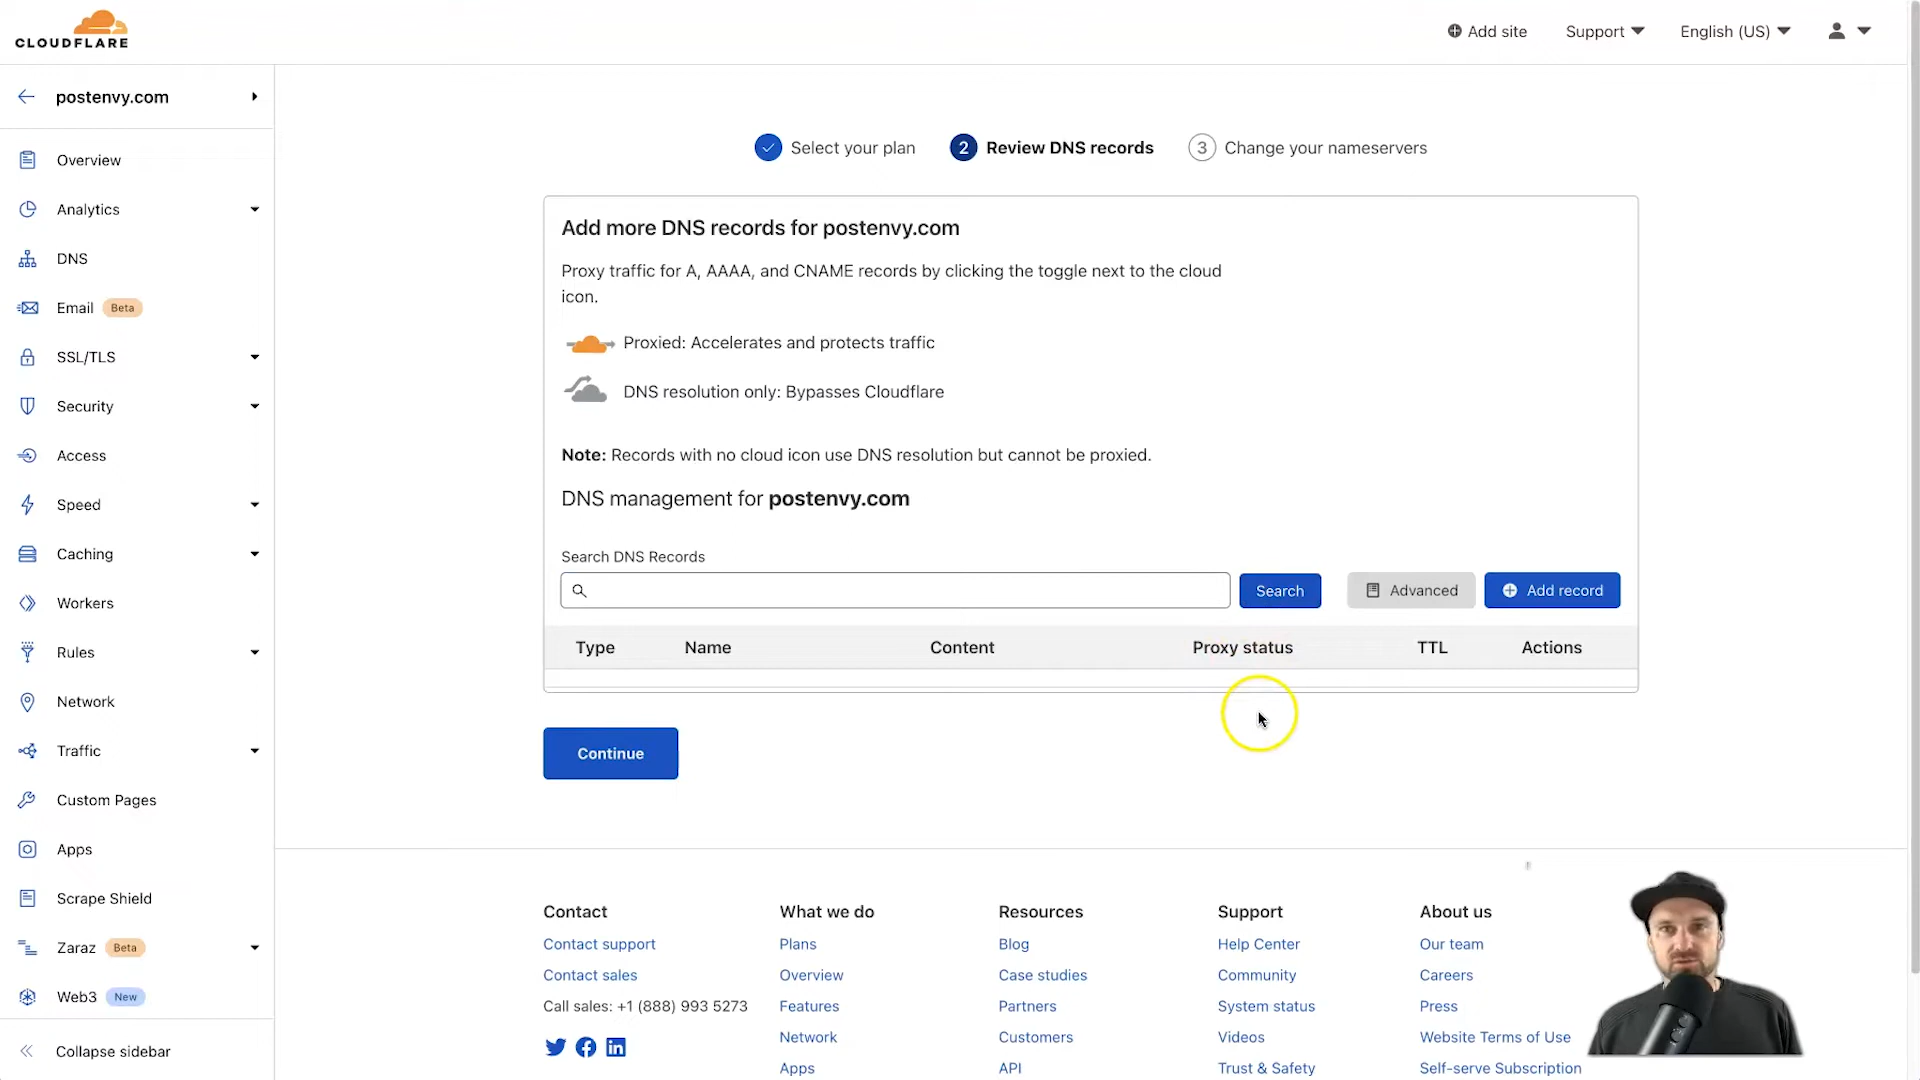 CLOUDFLARE
Add site
Support
English (US)
postenvy.com
Overview
Analytics
DNS
Email Beta
SSL/TLS
Security
Access
Speed
Caching
Workers
Rules
Network
Traffic
Custom Pages
Apps
Scrape Shield
Zaraz Beta
Web3 New
Collapse sidebar
Select your plan
2 Review DNS records
3 Change your nameservers
Add more DNS records for postenvy.com
Proxy traffic for A, AAAA, and CNAME records by clicking the toggle next to the cloud
icon.
Proxied: Accelerates and protects traffic
DNS resolution only: Bypasses Cloudflare
Note: Records with no cloud icon use DNS resolution but cannot be proxied.
DNS management for postenvy.com
Search DNS Records
Search
Advanced
Add record
Type Name Content Proxy status TTL Actions
Continue
Contact
Contact support
Contact sales
Call sales: +1 (888) 993 5273
What we do
Plans
Overview
Features
Network
Apps
Resources
Blog
Case studies
Partners
Customers
API
Support
Help Center
Community
System status
Videos
Trust & Safety
About us
Our team
Careers
Press
Website Terms of Use
Self-serve Subscription